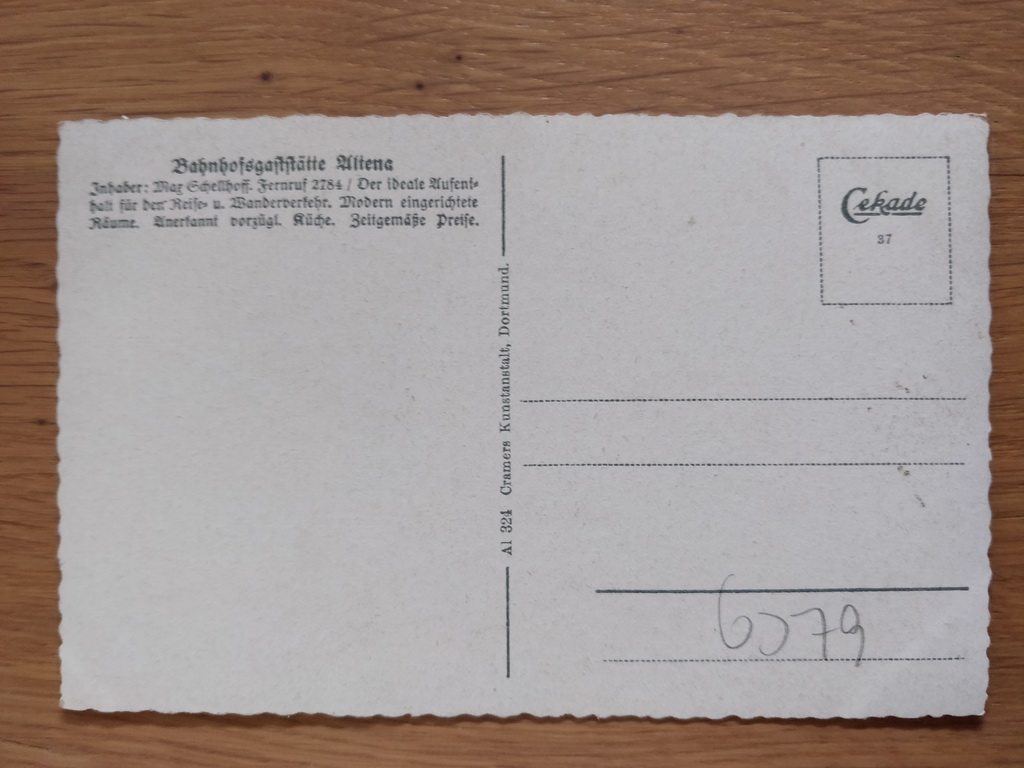 Bahnhofsgaststätte Altena
Inhaber: Max Schellhoff. Fernruf 2784 / Der ideale Aufent-
halt für den Reise- u. Wanderverkehr. Modern eingerichtete
Räume. Anerkannt vorzügl. Küche. Zeitgemäße Preise.
Al 324 Cramers Kunstanstalt, Dortmund.
Cekade
37